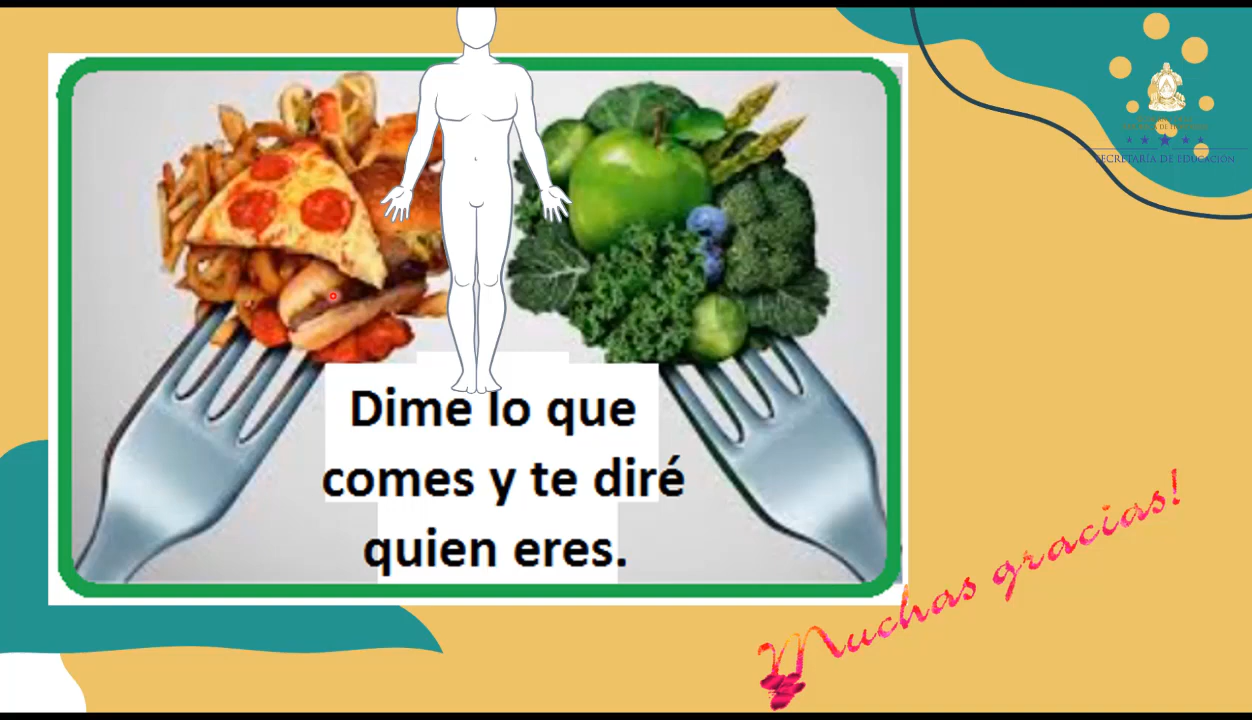 SECRETARÍA DE EDUCACIÓN
Dime lo que
comes y te diré
quien eres.
Muchas gracias!